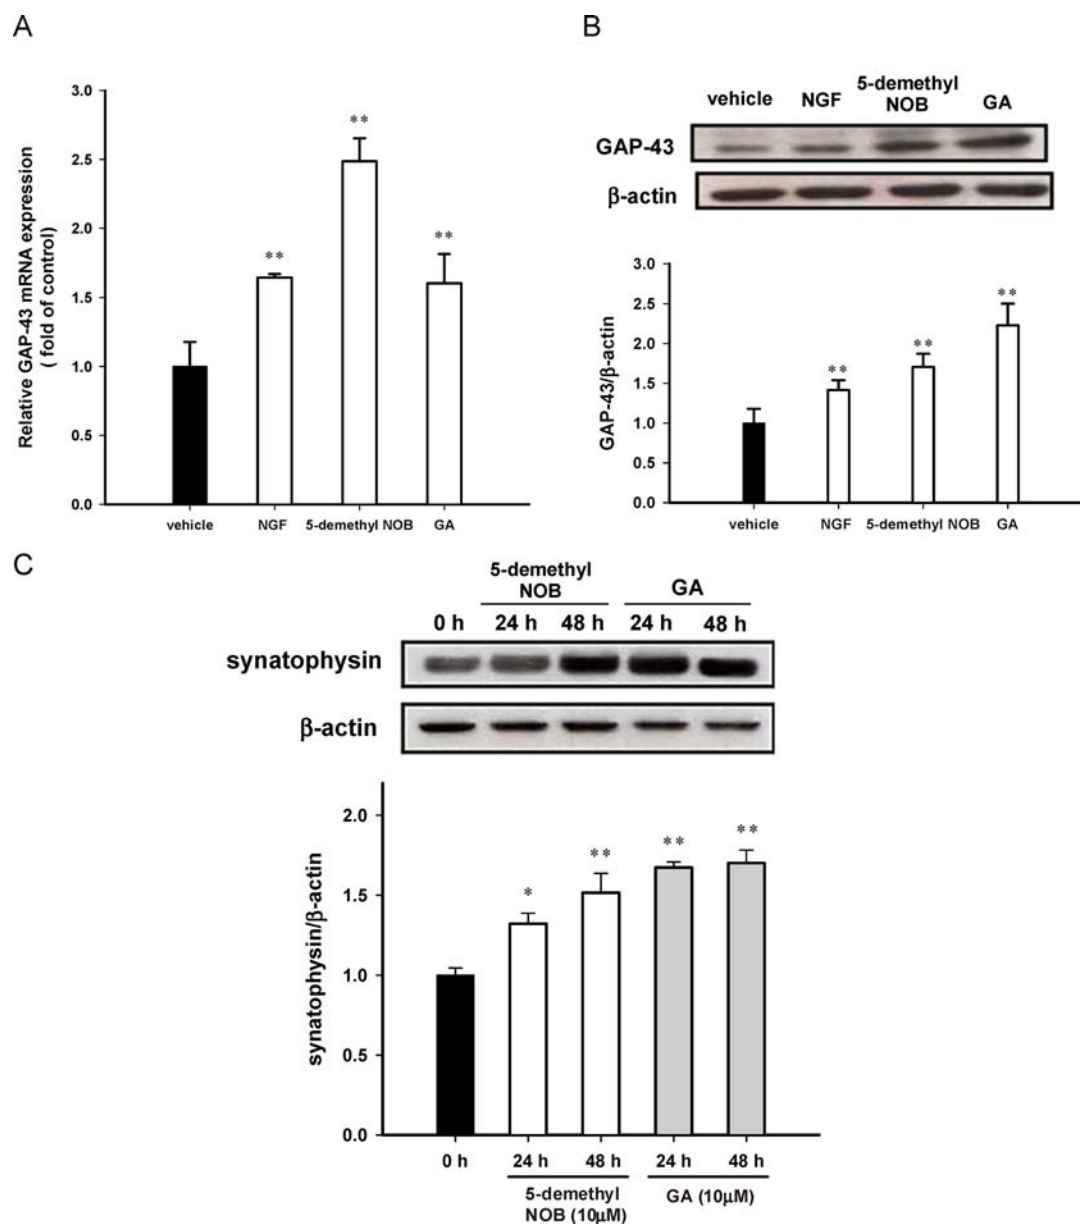 A
Relative GAP-43 mRNA expression
( fold of control)
3.0
2.5
2.0
1.5
1.0
0.5
0.0
**
**
**
vehicle NGF 5-demethyl NOB GA
B
vehicle NGF 5-demethyl NOB GA
GAP-43
β-actin
GAP-43/β-actin
3.0
2.5
2.0
1.5
1.0
0.5
0.0
**
**
**
vehicle NGF 5-demethyl NOB GA
C
5-demethyl
NOB GA
0 h 24 h 48 h 24 h 48 h
synatophysin
β-actin
synatophysin/β-actin
2.0
1.5
1.0
0.5
0.0
*
**
**
**
0 h 24 h 48 h 24 h 48 h
5-demethyl
NOB (10μM) GA (10μM)